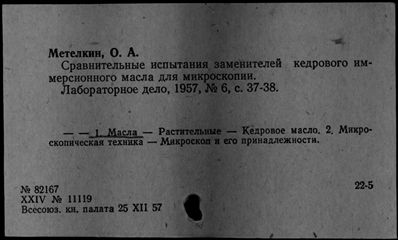 Метелкин, О. А.
Сравнительные испытания заменителей кедрового им-
мерсионного масла для микроскопии.
Лабораторное дело, 1957, № 6, с. 37-38.
— — 1. Масла — Растительные — Кедровое масло. 2. Микро-
скопическая техника — Микроскоп и его принадлежности.
№ 82167
22-5
XXIV № 11119
Всесоюз. кн. палата 25 XII 57